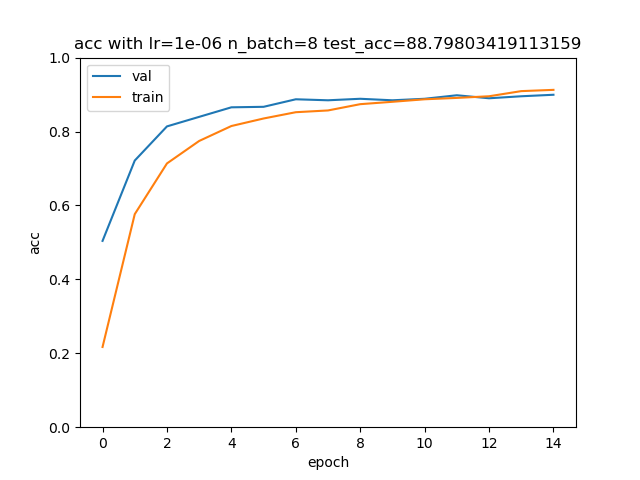 acc with lr=1e-06 n_batch=8 test_acc=88.79803419113159
val
train
1.0
0.8
0.6
0.4
0.2
0.0
acc
0 2 4 6 8 10 12 14
epoch